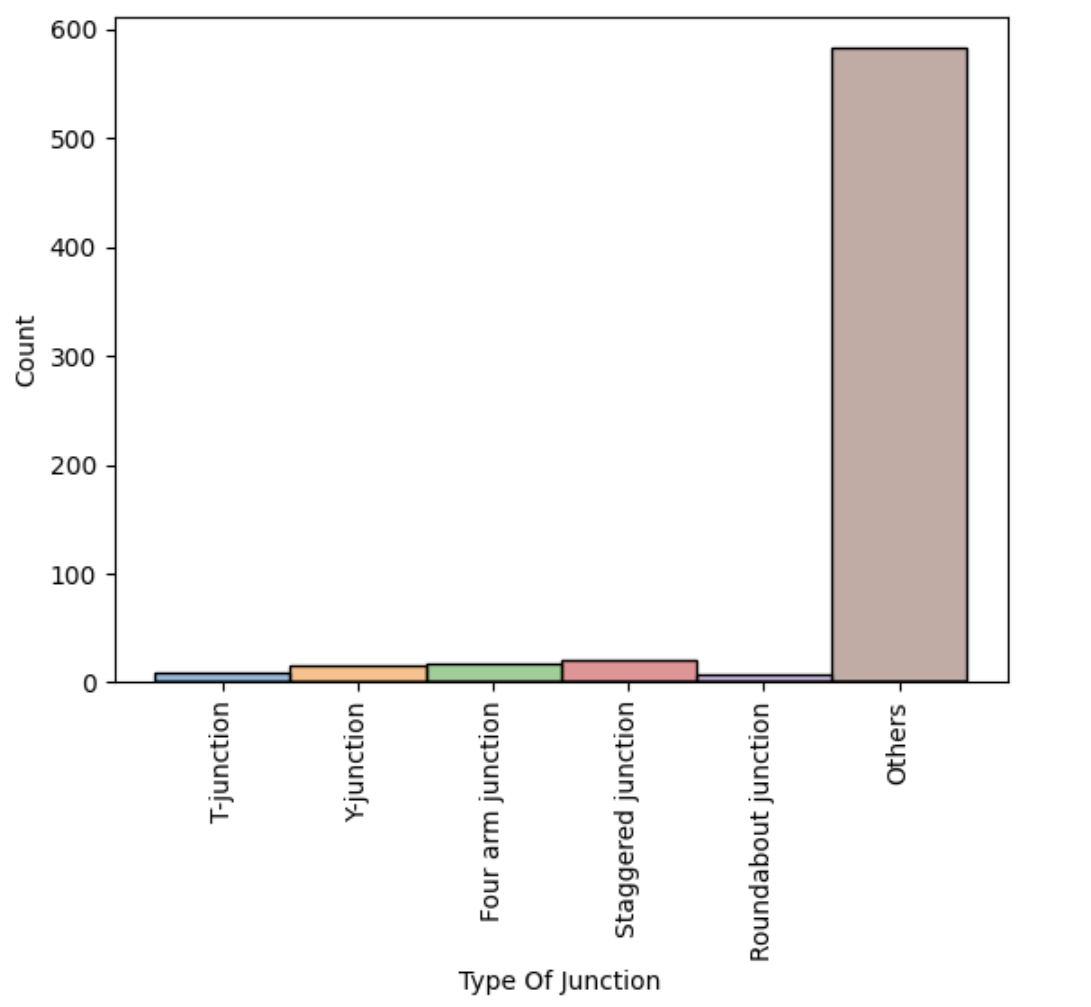 600
500
400
300
200
100
0
Count
T-junction
Y-junction
Four arm junction
Staggered junction
Roundabout junction
Others
Type Of Junction